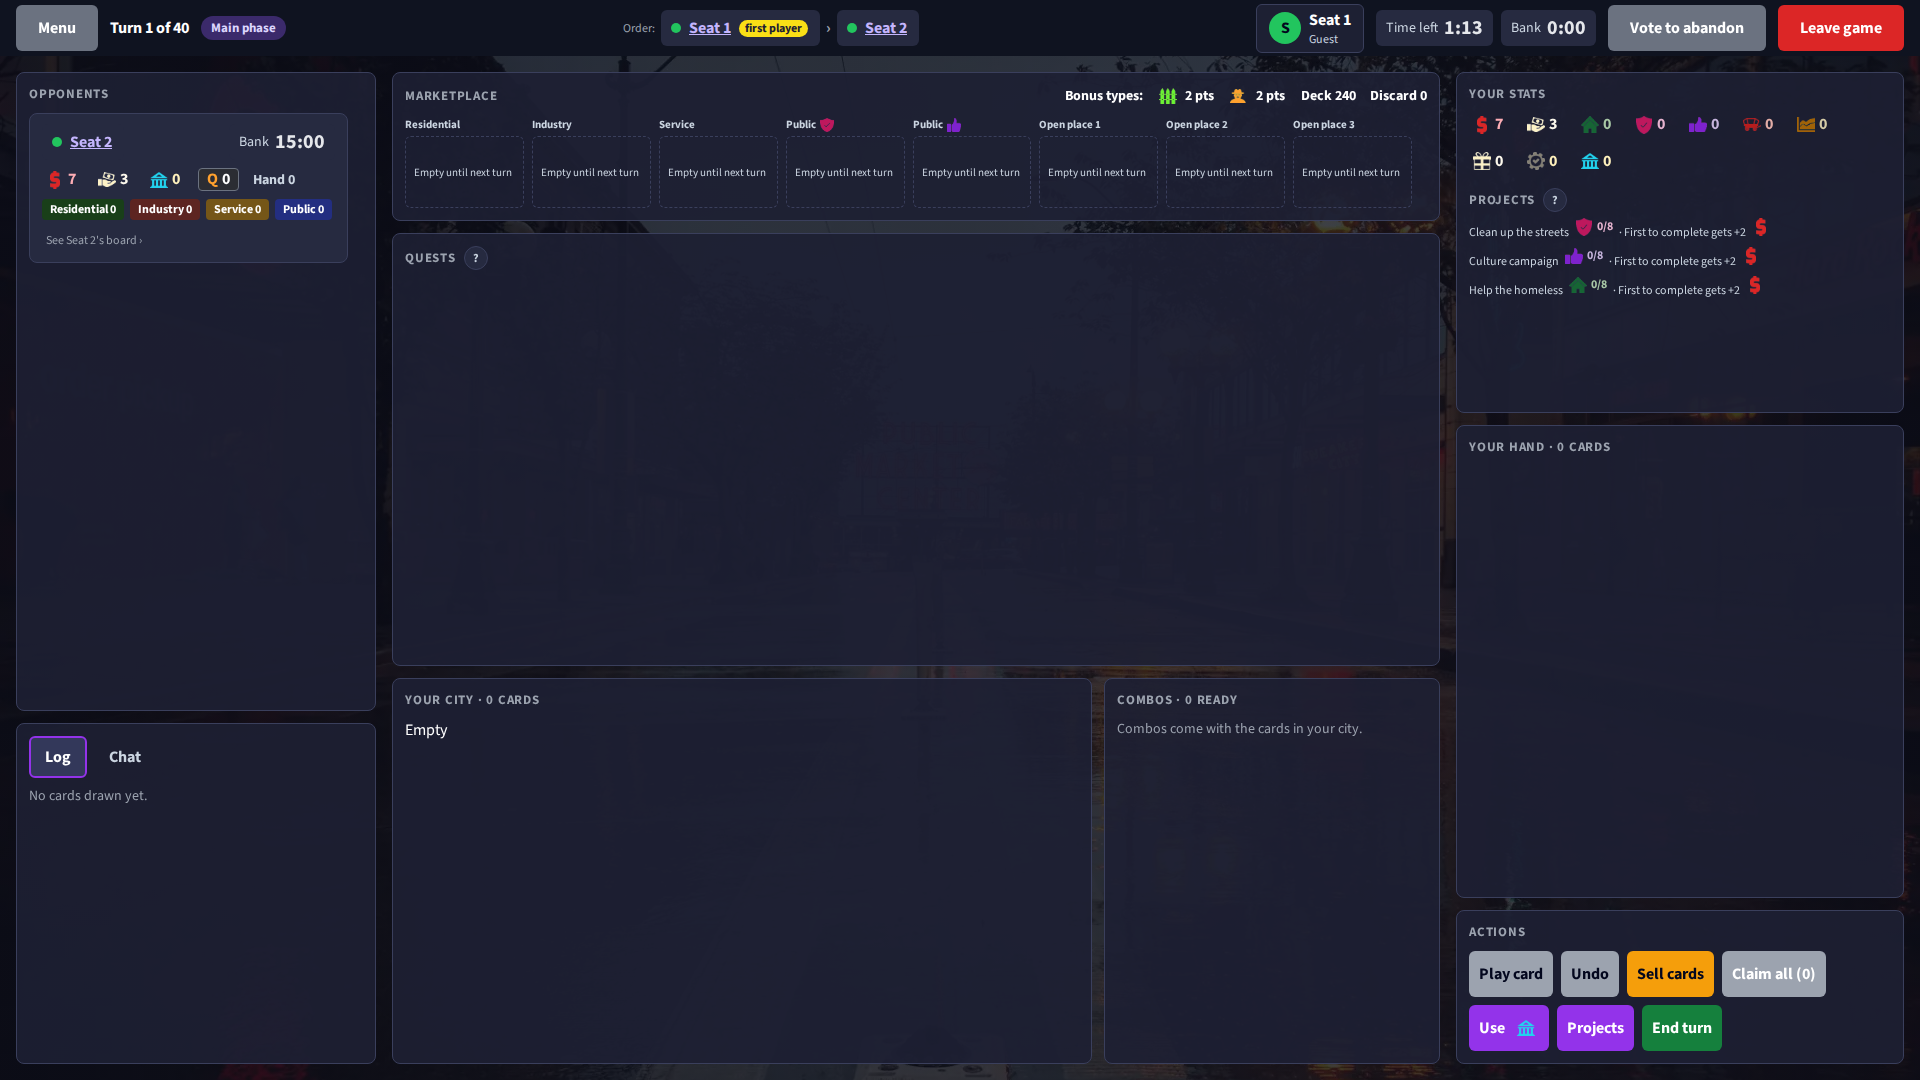 Menu
Turn 1 of 40
Main phase
Order:
Seat 1 first player › Seat 2
S
Seat 1
Guest
Time left 1:13
Bank 0:00
Vote to abandon
Leave game
OPPONENTS
Seat 2
Bank 15:00
7 3 0 Q 0 Hand 0
Residential 0 Industry 0 Service 0 Public 0
See Seat 2's board ›
Log
Chat
No cards drawn yet.
MARKETPLACE
Bonus types: 2 pts 2 pts Deck 240 Discard 0
Residential Industry Service Public Public Open place 1 Open place 2 Open place 3
Empty until next turn Empty until next turn Empty until next turn Empty until next turn Empty until next turn Empty until next turn Empty until next turn Empty until next turn
QUESTS ?
YOUR CITY · 0 CARDS
Empty
COMBOS · 0 READY
Combos come with the cards in your city.
YOUR STATS
7 3 0 0 0 0 0
0 0 0
PROJECTS ?
Clean up the streets 0/8 · First to complete gets +2
Culture campaign 0/8 · First to complete gets +2
Help the homeless 0/8 · First to complete gets +2
YOUR HAND · 0 CARDS
ACTIONS
Play card
Undo
Sell cards
Claim all (0)
Use
Projects
End turn